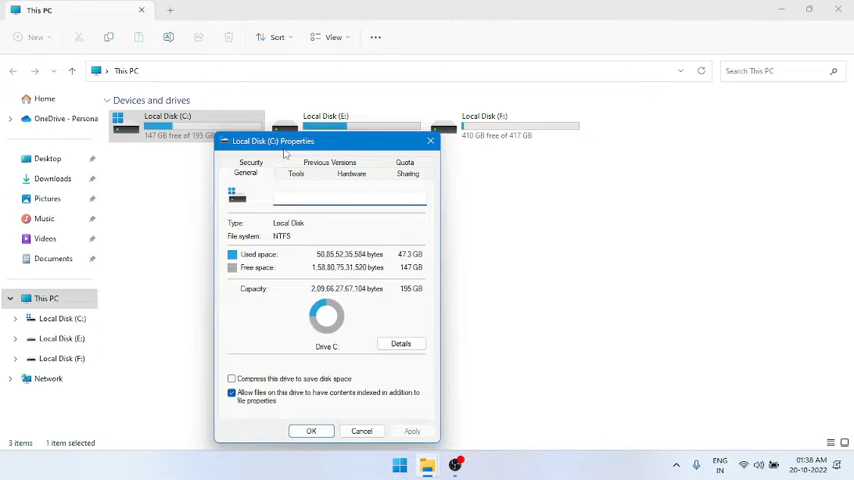 This PC
New
Sort
View
This PC
Search This PC
Home
OneDrive - Persona
Desktop
Downloads
Pictures
Music
Videos
Documents
This PC
Local Disk (C:)
Local Disk (E:)
Local Disk (F:)
Network
Devices and drives
Local Disk (C:)
147 GB free of 195 GB
Local Disk (E:)
Local Disk (F:)
410 GB free of 417 GB
Local Disk (C:) Properties
Security Previous Versions Quota
General Tools Hardware Sharing
Type: Local Disk
File system: NTFS
Used space: 50,85,52,35,584 bytes 47.3 GB
Free space: 1,58,80,75,31,520 bytes 147 GB
Capacity: 2,09,66,27,67,104 bytes 195 GB
Drive C:
Details
Compress this drive to save disk space
Allow files on this drive to have contents indexed in addition to
file properties
OK Cancel Apply
3 items 1 item selected
ENG
IN
01:38 AM
20-10-2022